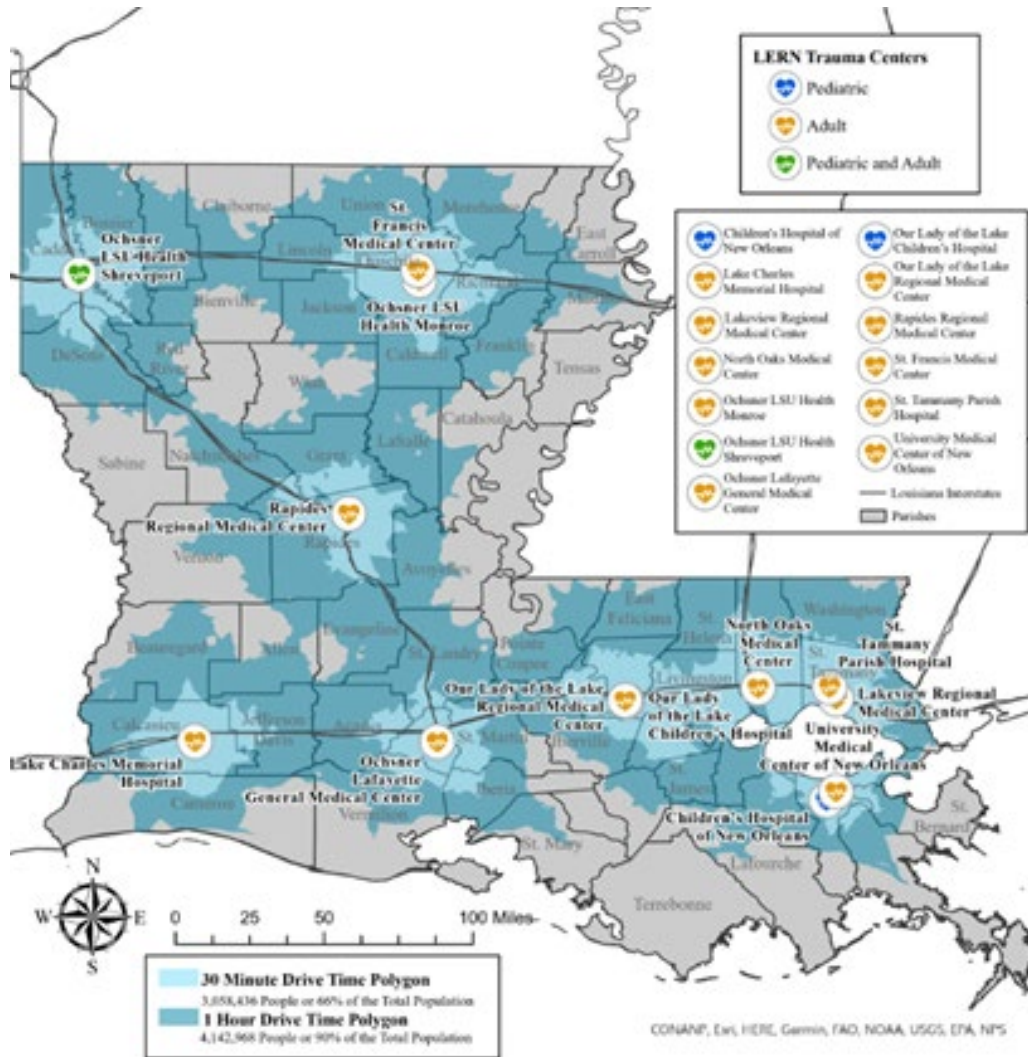 LERN Trauma Centers
Pediatric
Adult
Pediatric and Adult
Children's Hospital of
New Orleans
Lake Charles
Memorial Hospital
Lakeview Regional
Medical Center
North Oaks Medical
Center
Ochsner LSU Health
Monroe
Ochsner LSU Health
Shreveport
Ochsner Lafayette
General Medical
Center
Our Lady of the Lake
Children's Hospital
Our Lady of the Lake
Regional Medical
Center
Rapides Regional
Medical Center
St. Francis Medical
Center
St. Tammany Parish
Hospital
University Medical
Center of New
Orleans
Louisiana Interstates
Parishes
Claiborne
Union
Morehouse
East
Carroll
Bossier
Caddo
Ochsner
LSU Health
Shreveport
Lincoln
St.
Francis
Medical Center
Ouachita
Richland
Madison
Bienville
Jackson
Ochsner LSU
Health Monroe
DeSoto
Red
River
Winn
Caldwell
Franklin
Tensas
Catahoula
LaSalle
Sabine
Natchitoches
Grant
Rapides
Regional Medical Center
Rapides
Vernon
Avoyelles
Beauregard
Allen
Evangeline
St. Landry
Pointe
Coupee
East
Feliciana
St.
Helena
Washington
North Oaks
Medical
Center
St.
Tammany
Parish Hospital
St.
Tammany
Livingston
Our Lady of the Lake
Regional Medical
Center
Our Lady
of the Lake
Children's Hospital
Lakeview Regional
Medical Center
Calcasieu
Jefferson
Davis
Acadia
St. Martin
Iberville
University
Medical
Center of New Orleans
Lake Charles Memorial
Hospital
Ochsner
Lafayette
General Medical Center
Iberia
St.
James
Cameron
Vermilion
St. Mary
Children's Hospital
of New Orleans
St.
Bernard
Lafourche
Terrebonne
N
W
E
S
0
50
100 Miles
30 Minute Drive Time Polygon
3,058,436 People or 66% of the Total Population
1 Hour Drive Time Polygon
4,142,968 People or 90% of the Total Population
CONANP, Esri, HERE, Garmin, FAO, NOAA, USGS, EPA, NPS